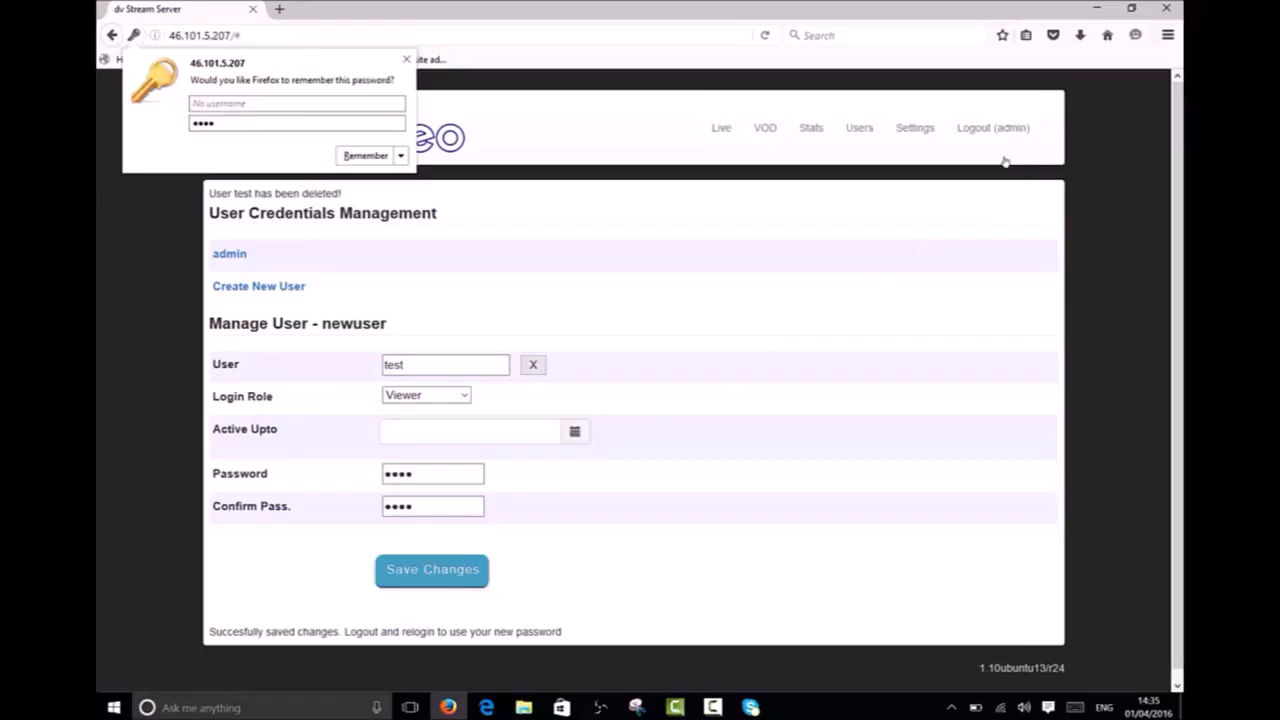 dv Stream Server
46.101.5.207/#
Search
46.101.5.207
Would you like Firefox to remember this password?
No username
••••
Remember
ite ad...
eo
Live VOD Stats Users Settings Logout (admin)
User test has been deleted!
User Credentials Management
admin
Create New User
Manage User - newuser
User test X
Login Role Viewer
Active Upto
Password ••••
Confirm Pass. ••••
Save Changes
Succesfully saved changes. Logout and relogin to use your new password
1.10ubuntu13/r24
Ask me anything
ENG
14:35
01/04/2016